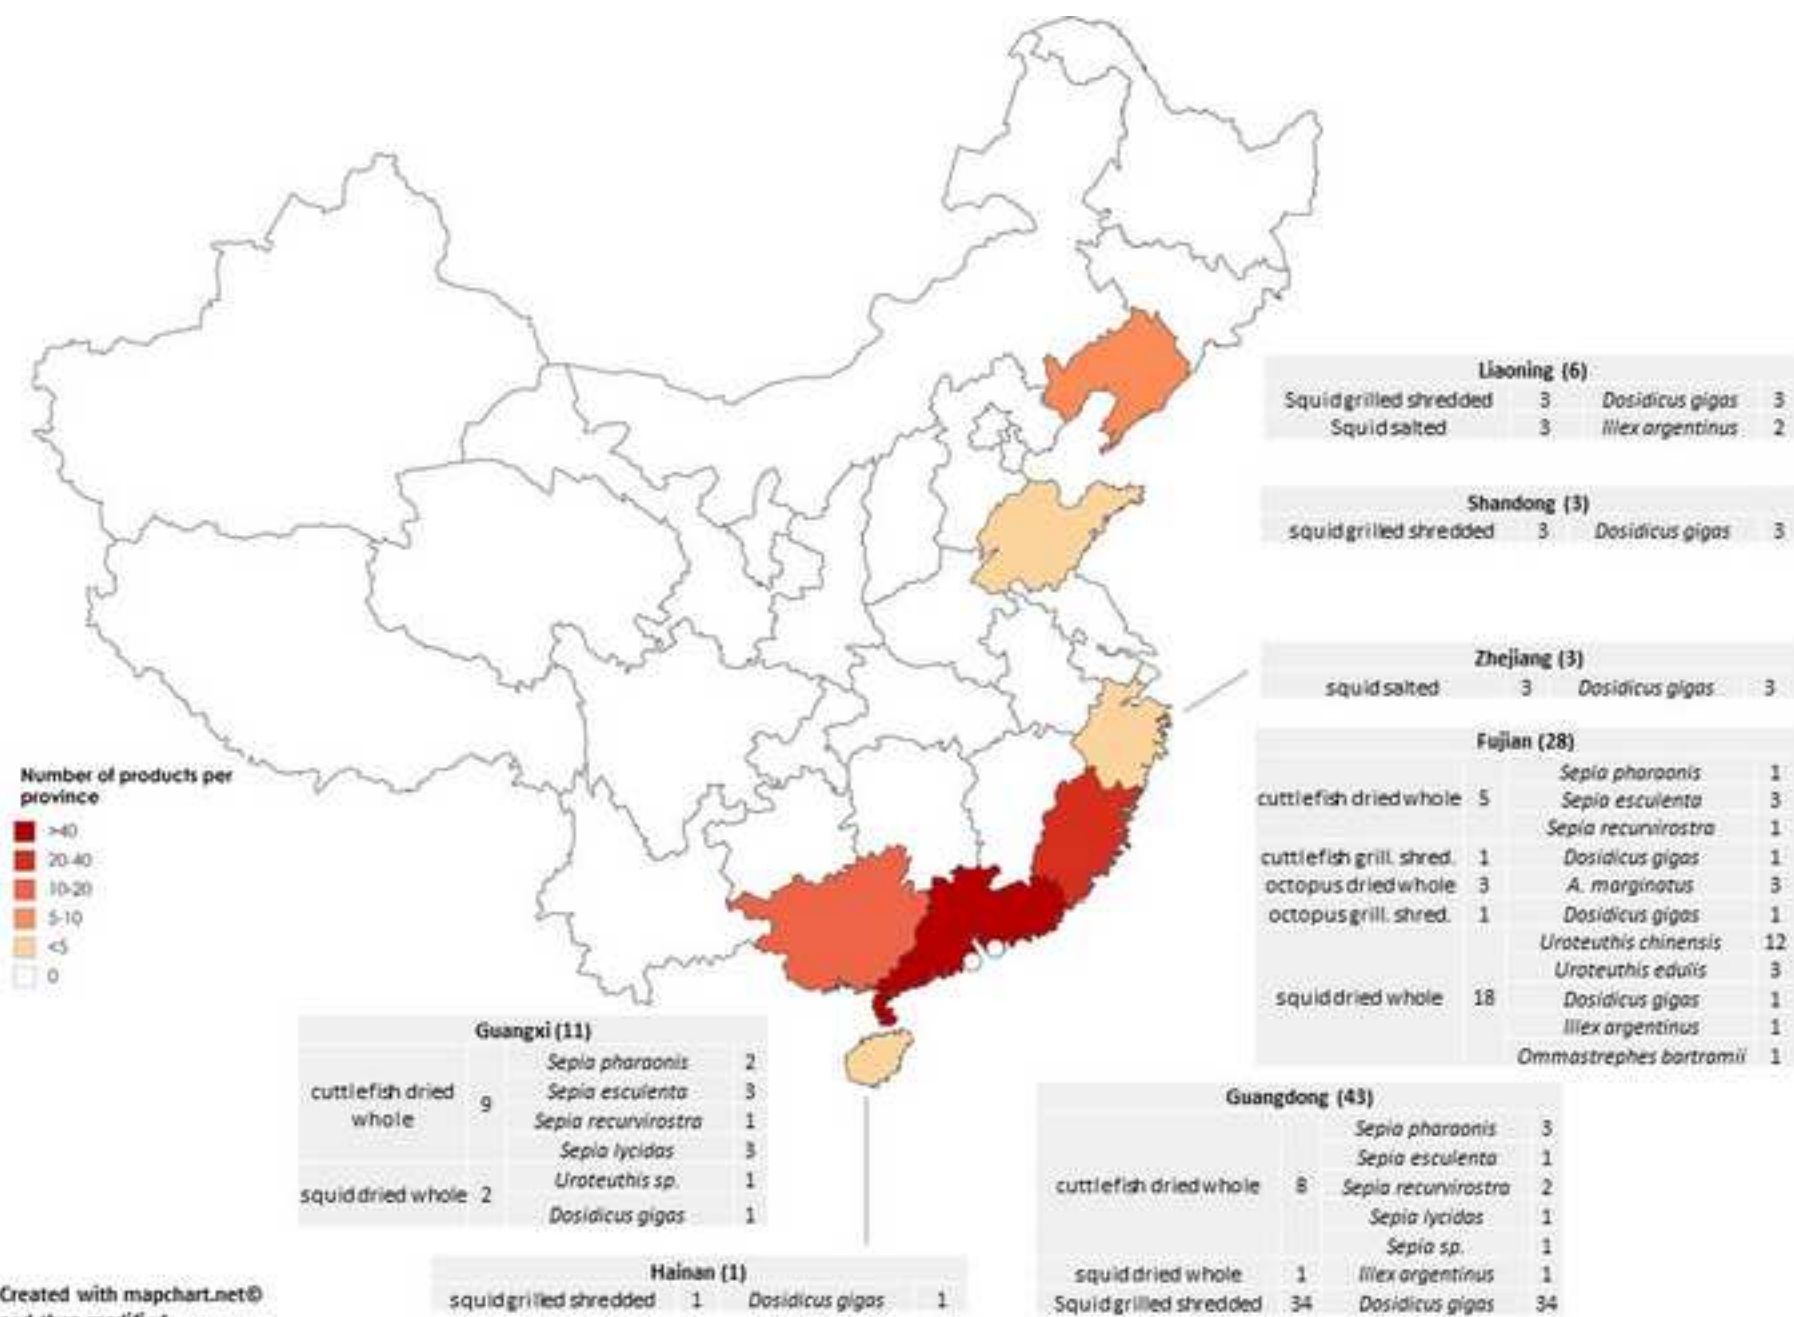 Liaoning (6)
Squid grilled shredded 3 Dosidicus gigas 3
Squid salted 3 Illex argentinus 2
Shandong (3)
squid grilled shredded 3 Dosidicus gigas 3
Zhejiang (3)
squid salted 3 Dosidicus gigas 3
Fujian (28)
Sepia pharaonis 1
cuttlefish dried whole 5 Sepia esculenta 3
Sepia recurvirostra 1
cuttlefish grill. shred. 1 Dosidicus gigas 1
octopus dried whole 3 A. marginatus 3
octopus grill. shred. 1 Dosidicus gigas 1
Uroteuthis chinensis 12
Uroteuthis edulis 3
squid dried whole 18 Dosidicus gigas 1
Illex argentinus 1
Ommastrephes bartramii 1
Number of products per
province
>40
20-40
10-20
5-10
<5
0
Guangxi (11)
Sepia pharaonis 2
cuttlefish dried Sepia esculenta 3
whole 9 Sepia recurvirostra 1
Sepia lycidas 3
squid dried whole 2 Uroteuthis sp. 1
Dosidicus gigas 1
Guangdong (43)
Sepia pharaonis 3
Sepia esculenta 1
cuttlefish dried whole 8 Sepia recurvirostra 2
Sepia lycidas 1
Sepia sp. 1
squid dried whole 1 Illex argentinus 1
Squid grilled shredded 34 Dosidicus gigas 34
Hainan (1)
squid grilled shredded 1 Dosidicus gigas 1
Created with mapchart.net©